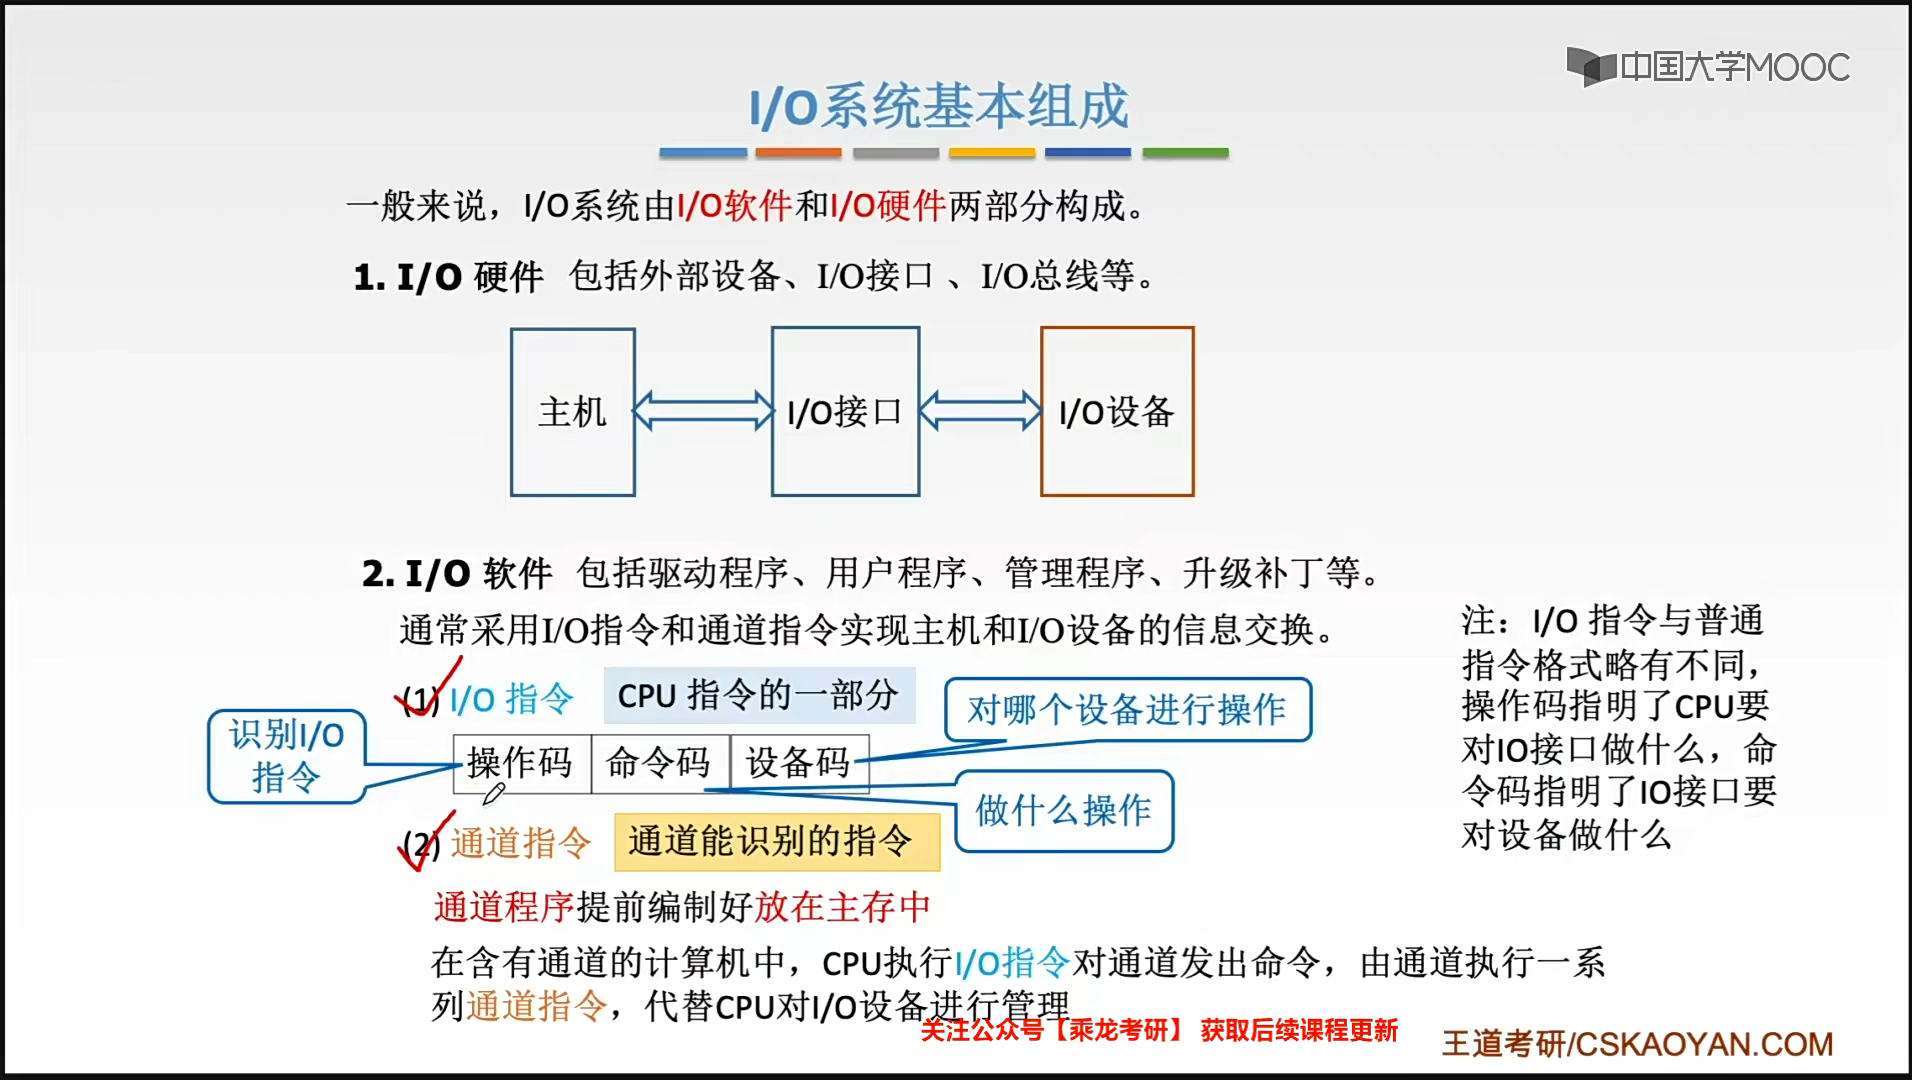 中国大学MOOC
I/O系统基本组成
一般来说，I/O系统由I/O软件和I/O硬件两部分构成。
1. I/O 硬件 包括外部设备、I/O接口 、I/O总线等。
主机
I/O接口
I/O设备
2. I/O 软件 包括驱动程序、用户程序、管理程序、升级补丁等。
通常采用I/O指令和通道指令实现主机和I/O设备的信息交换。
(1) I/O 指令
CPU 指令的一部分
对哪个设备进行操作
识别I/O
指令
操作码 命令码 设备码
做什么操作
(2) 通道指令
通道能识别的指令
通道程序提前编制好放在主存中
在含有通道的计算机中，CPU执行I/O指令对通道发出命令，由通道执行一系
列通道指令，代替CPU对I/O设备进行管理
注：I/O 指令与普通
指令格式略有不同，
操作码指明了CPU要
对IO接口做什么，命
令码指明了IO接口要
对设备做什么
关注公众号【乘龙考研】 获取后续课程更新
王道考研/CSKAOYAN.COM